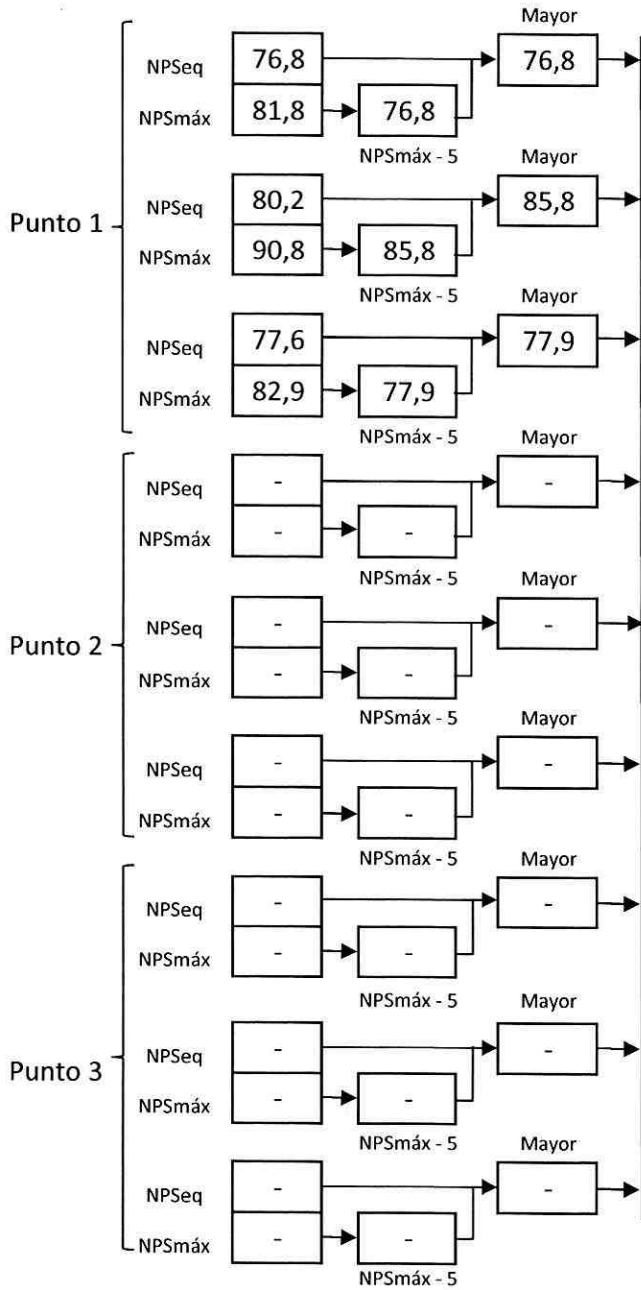 Mayor
NPSeq 76,8 76,8
NPSmáx 81,8 76,8
NPSmáx - 5 Mayor
Punto 1
NPSeq 80,2 85,8
NPSmáx 90,8 85,8
NPSmáx - 5 Mayor
NPSeq 77,6 77,9
NPSmáx 82,9 77,9
NPSmáx - 5 Mayor
NPSeq - -
NPSmáx - -
NPSmáx - 5 Mayor
Punto 2
NPSeq - -
NPSmáx - -
NPSmáx - 5 Mayor
NPSeq - -
NPSmáx - -
NPSmáx - 5 Mayor
NPSeq - -
NPSmáx - -
NPSmáx - 5 Mayor
Punto 3
NPSeq - -
NPSmáx - -
NPSmáx - 5 Mayor
NPSeq - -
NPSmáx - -
NPSmáx - 5